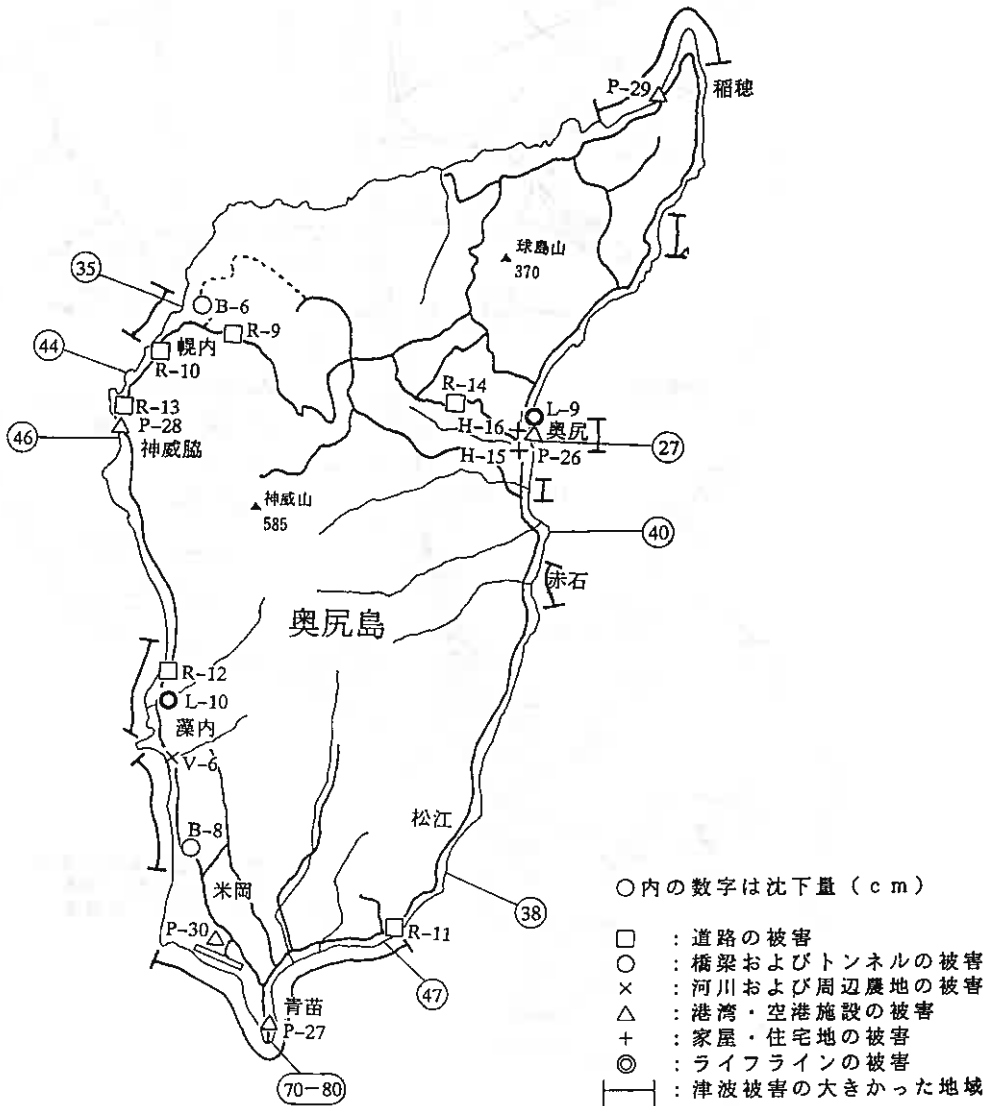 P-29
稲穂
球島山
370
35
B-6
R-9
44
幌内
R-10
R-14
L-9
R-13
H-16
奥尻
P-28
46
27
神威脇
H-15
P-26
神威山
585
40
赤石
奥尻島
R-12
L-10
藻内
V-6
松江
B-8
米岡
38
P-30
R-11
47
青苗
P-27
70-80
○内の数字は沈下量(cm)
□ : 道路の被害
○ : 橋梁およびトンネルの被害
× : 河川および周辺農地の被害
△ : 港湾・空港施設の被害
+ : 家屋・住宅地の被害
◎ : ライフラインの被害
: 津波被害の大きかった地域